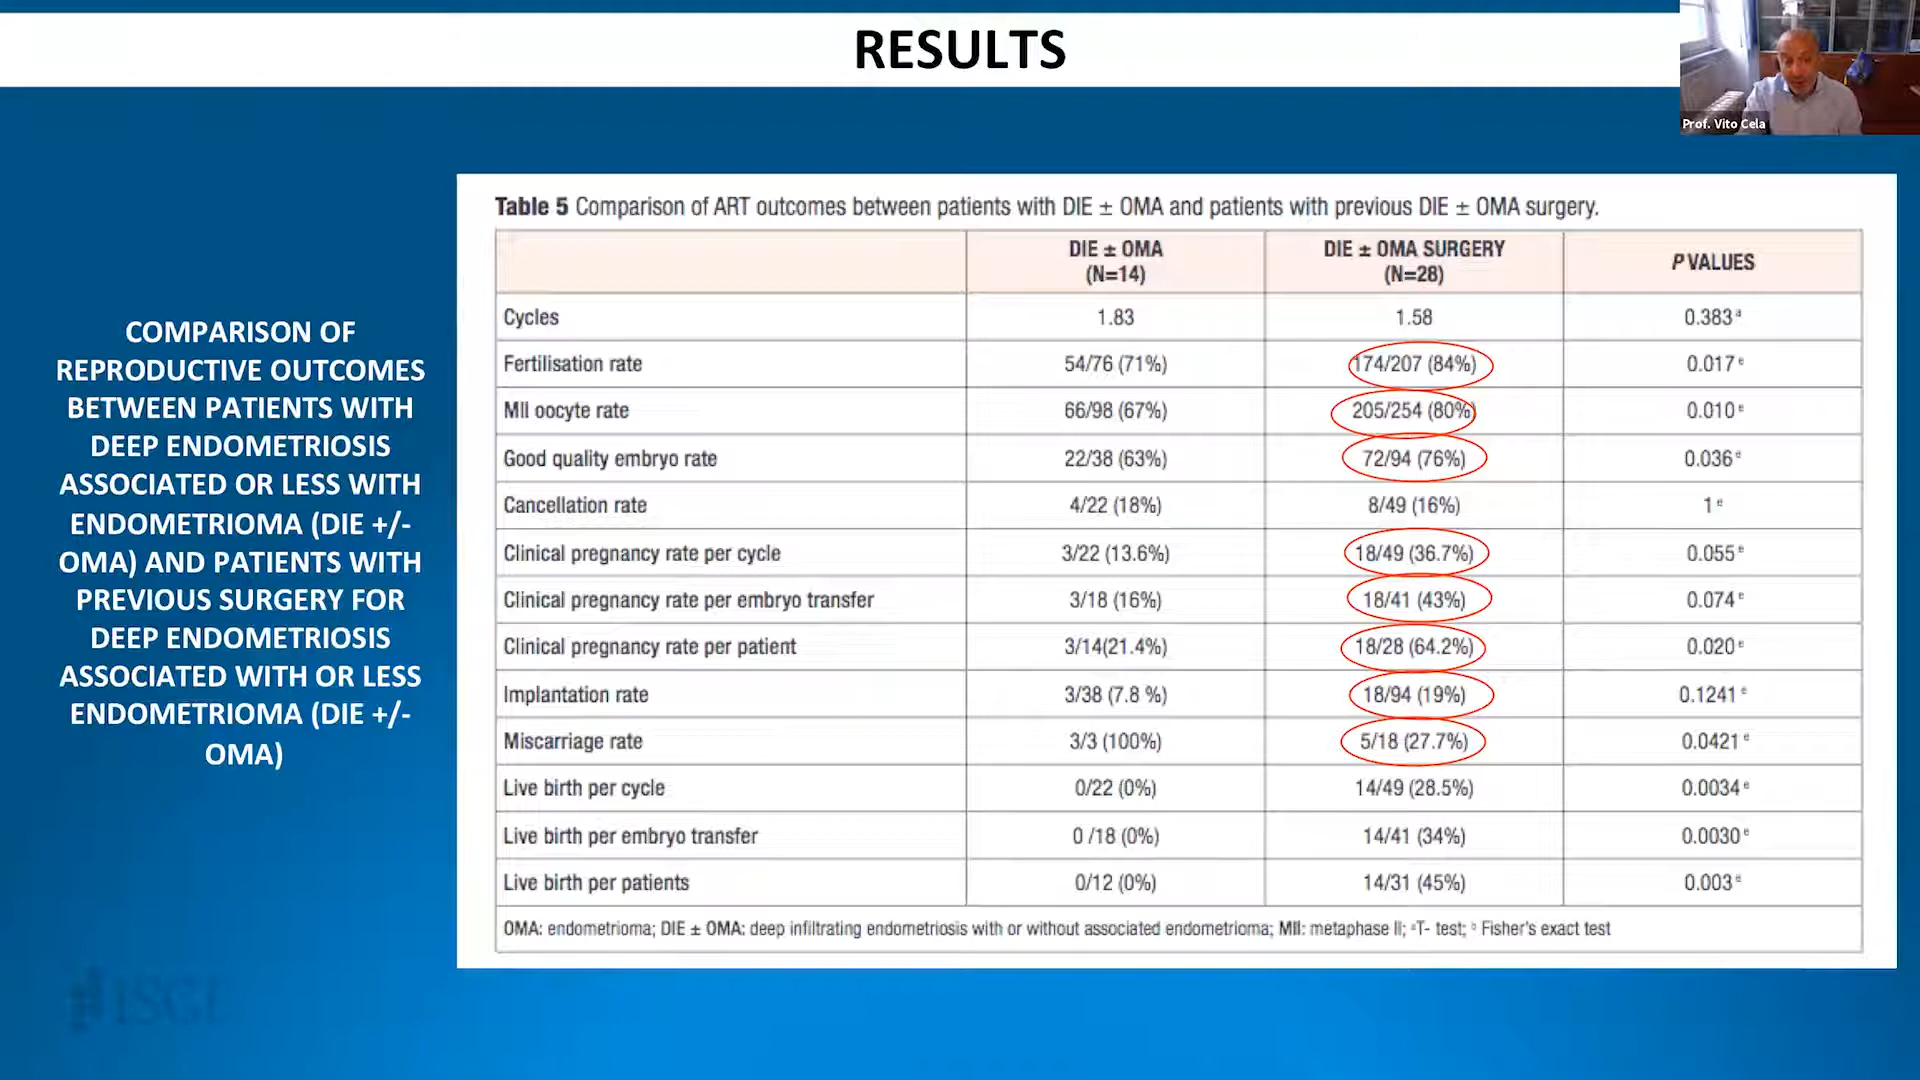 RESULTS
Prof. Vito Cela
COMPARISON OF
REPRODUCTIVE OUTCOMES
BETWEEN PATIENTS WITH
DEEP ENDOMETRIOSIS
ASSOCIATED OR LESS WITH
ENDOMETRIOMA (DIE +/-
OMA) AND PATIENTS WITH
PREVIOUS SURGERY FOR
DEEP ENDOMETRIOSIS
ASSOCIATED WITH OR LESS
ENDOMETRIOMA (DIE +/-
OMA)
Table 5 Comparison of ART outcomes between patients with DIE ± OMA and patients with previous DIE ± OMA surgery.
DIE ± OMA (N=14) DIE ± OMA SURGERY (N=28) P VALUES
Cycles 1.83 1.58 0.383 a
Fertilisation rate 54/76 (71%) 174/207 (84%) 0.017 e
MII oocyte rate 66/98 (67%) 205/254 (80%) 0.010 e
Good quality embryo rate 22/38 (63%) 72/94 (76%) 0.036 e
Cancellation rate 4/22 (18%) 8/49 (16%) 1 e
Clinical pregnancy rate per cycle 3/22 (13.6%) 18/49 (36.7%) 0.055 e
Clinical pregnancy rate per embryo transfer 3/18 (16%) 18/41 (43%) 0.074 e
Clinical pregnancy rate per patient 3/14(21.4%) 18/28 (64.2%) 0.020 e
Implantation rate 3/38 (7.8 %) 18/94 (19%) 0.1241 e
Miscarriage rate 3/3 (100%) 5/18 (27.7%) 0.0421 e
Live birth per cycle 0/22 (0%) 14/49 (28.5%) 0.0034 e
Live birth per embryo transfer 0 /18 (0%) 14/41 (34%) 0.0030 e
Live birth per patients 0/12 (0%) 14/31 (45%) 0.003 e
OMA: endometrioma; DIE ± OMA: deep infiltrating endometriosis with or without associated endometrioma; MII: metaphase II; a T- test; b Fisher's exact test